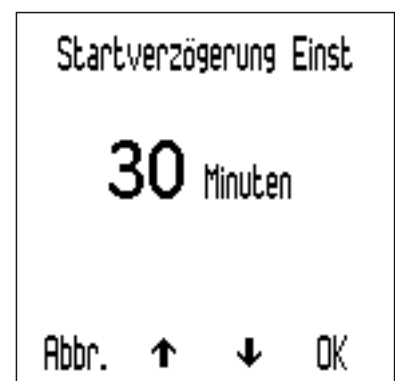 Startverzögerung Einst
30 Minuten
Abbr. ↑ ↓ OK